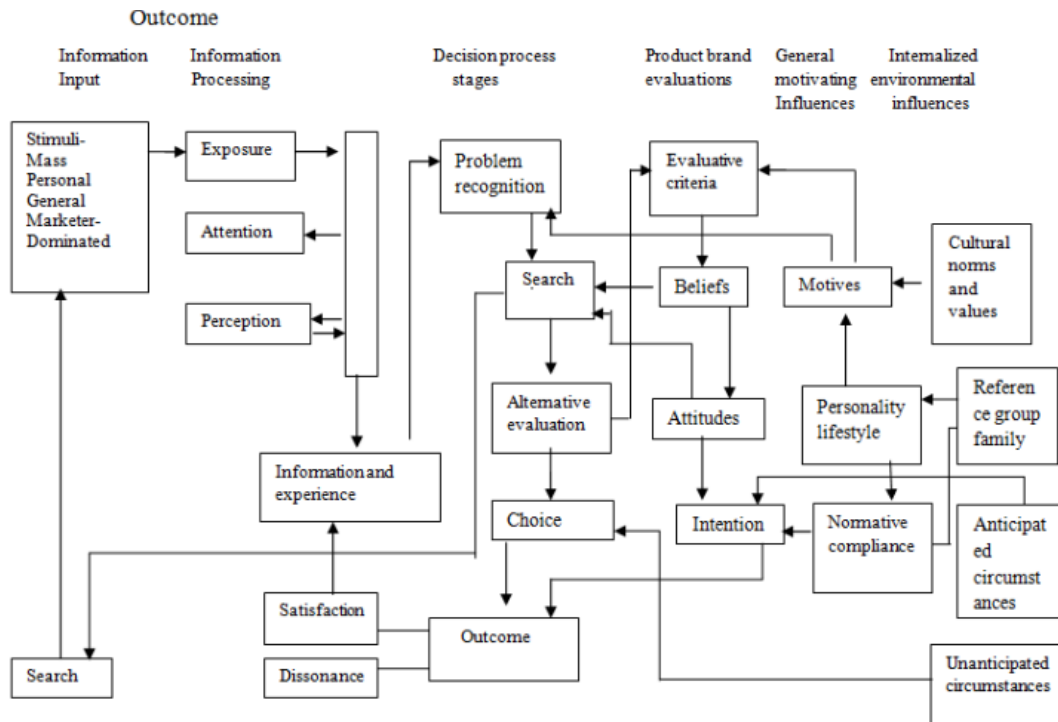 Outcome
Information
Input
Information
Processing
Decision process
stages
Product brand
evaluations
General
motivating
Influences
Internalized
environmental
influences
Stimuli-
Mass
Personal
General
Marketer-
Dominated
Exposure
Attention
Perception
Information and
experience
Satisfaction
Dissonance
Search
Problem
recognition
Search
Alternative
evaluation
Choice
Outcome
Evaluative
criteria
Beliefs
Attitudes
Intention
Motives
Personality
lifestyle
Normative
compliance
Cultural
norms
and
values
Referen
ce group
family
Anticipat
ed
circumst
ances
Unanticipated
circumstances